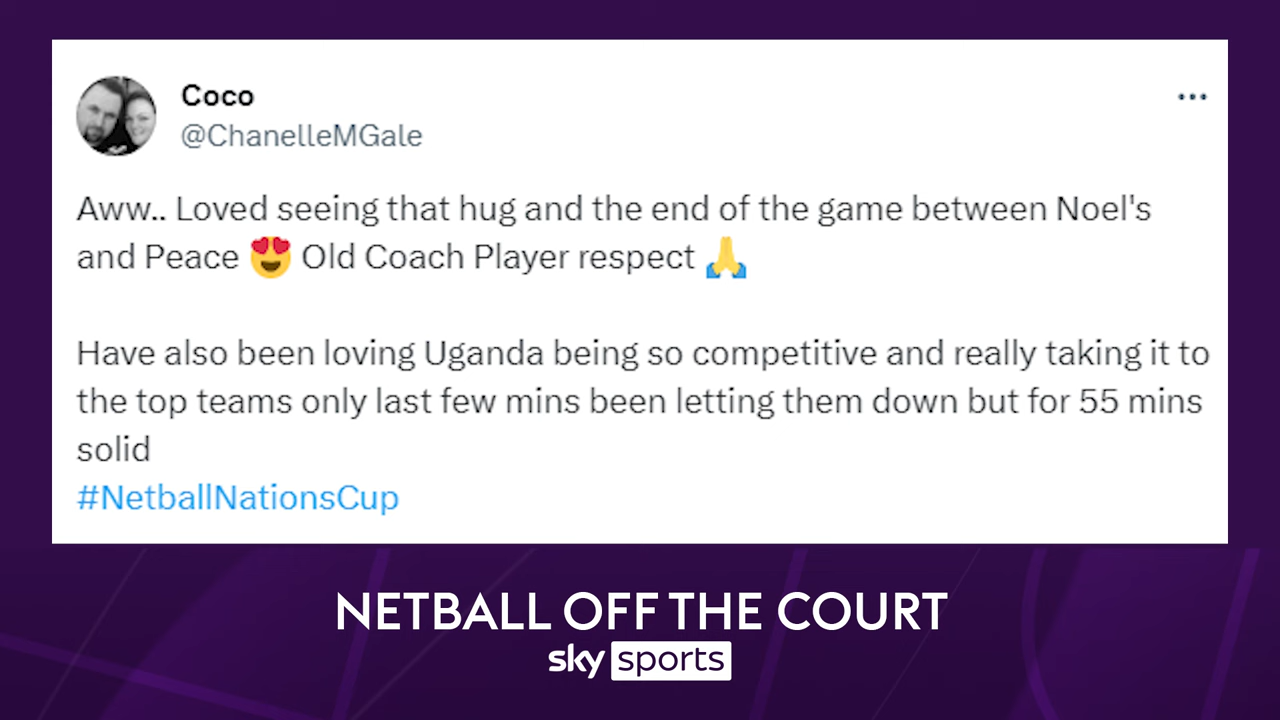 Coco
@ChanelleMGale
Aww.. Loved seeing that hug and the end of the game between Noel's
and Peace 😍 Old Coach Player respect 🙏
Have also been loving Uganda being so competitive and really taking it to
the top teams only last few mins been letting them down but for 55 mins
solid
#NetballNationsCup
NETBALL OFF THE COURT
sky sports